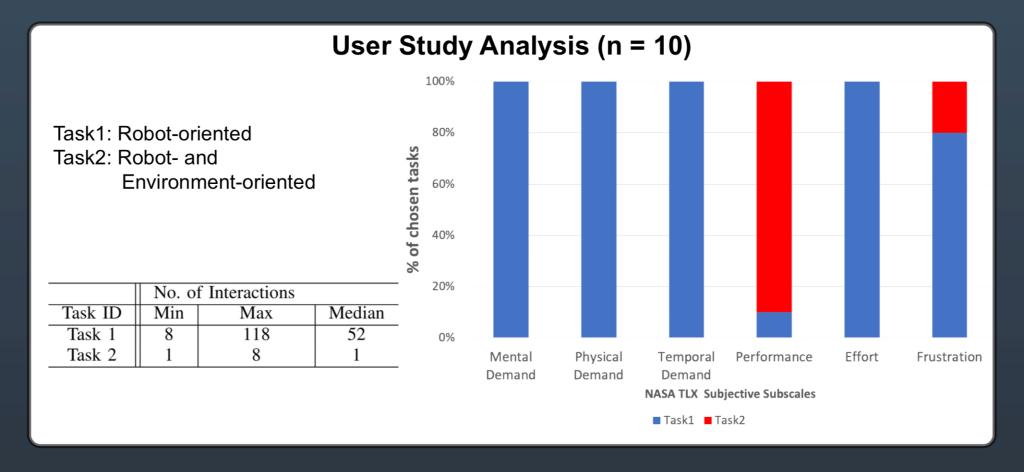 User Study Analysis (n = 10)
Task1: Robot-oriented
Task2: Robot- and
Environment-oriented
No. of Interactions
Task ID Min Max Median
Task 1 8 118 52
Task 2 1 8 1
% of chosen tasks
100%
80%
60%
40%
20%
0%
Mental Demand
Physical Demand
Temporal Demand
Performance
Effort
Frustration
NASA TLX Subjective Subscales
Task1 Task2